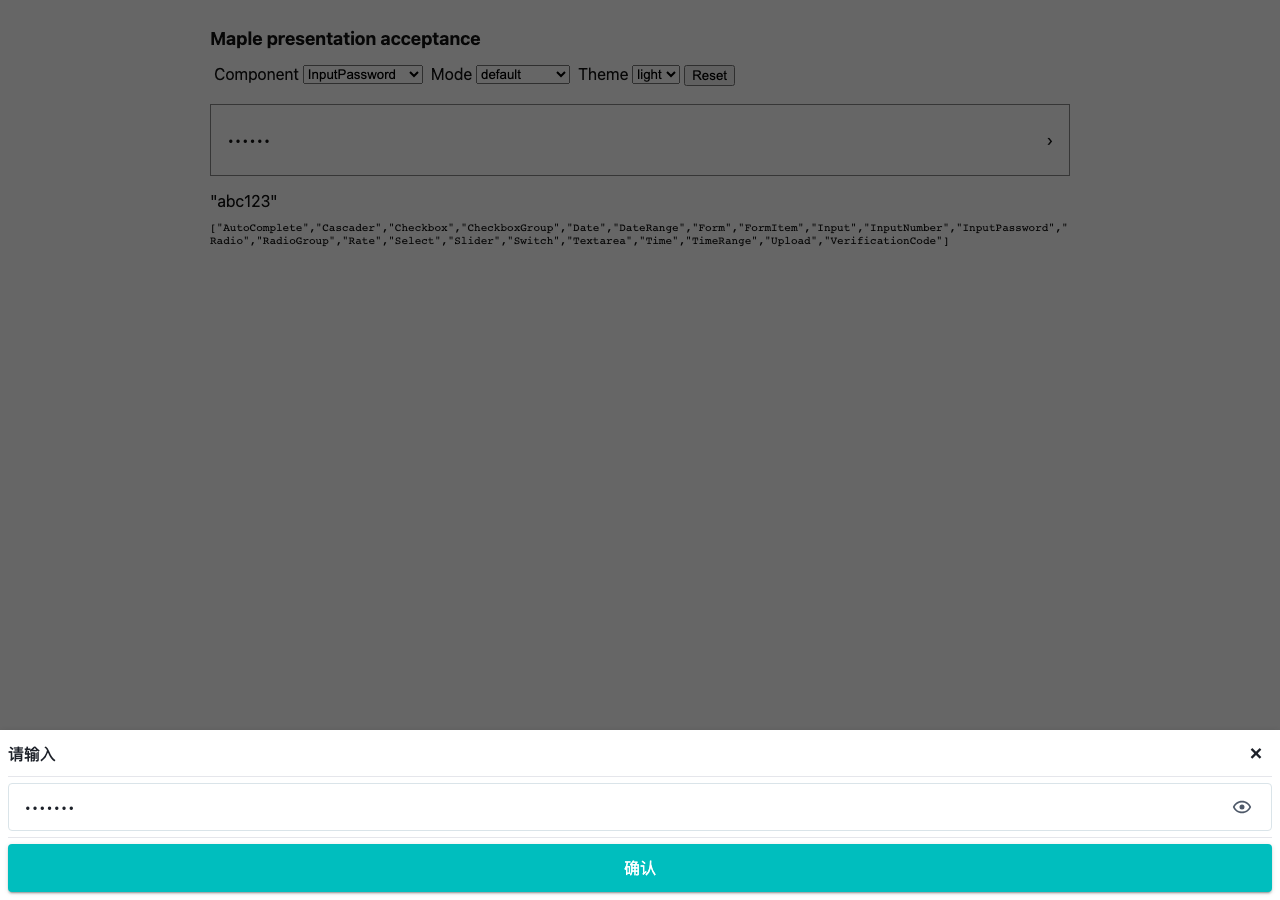 Maple presentation acceptance
Component InputPassword Mode default Theme light Reset
•••••• ›
"abc123"
["AutoComplete","Cascader","Checkbox","CheckboxGroup","Date","DateRange","Form","FormItem","Input","InputNumber","InputPassword","
Radio","RadioGroup","Rate","Select","Slider","Switch","Textarea","Time","TimeRange","Upload","VerificationCode"]
请输入 ×
•••••••
确认